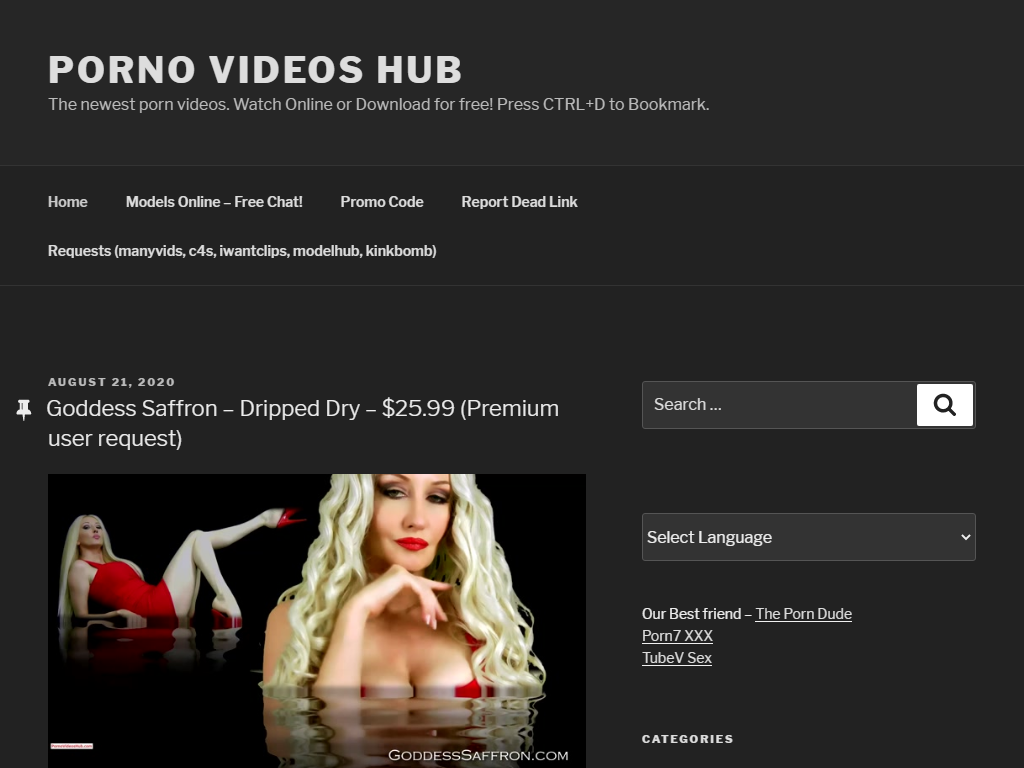 PORNO VIDEOS HUB
The newest porn videos. Watch Online or Download for free! Press CTRL+D to Bookmark.
Home
Models Online – Free Chat!
Promo Code
Report Dead Link
Requests (manyvids, c4s, iwantclips, modelhub, kinkbomb)
AUGUST 21, 2020
Goddess Saffron – Dripped Dry – $25.99 (Premium
user request)
PornoVideosHub.com
GODDESSSAFFRON.COM
Search …
Select Language
Our Best friend – The Porn Dude
Porn7 XXX
TubeV Sex
CATEGORIES